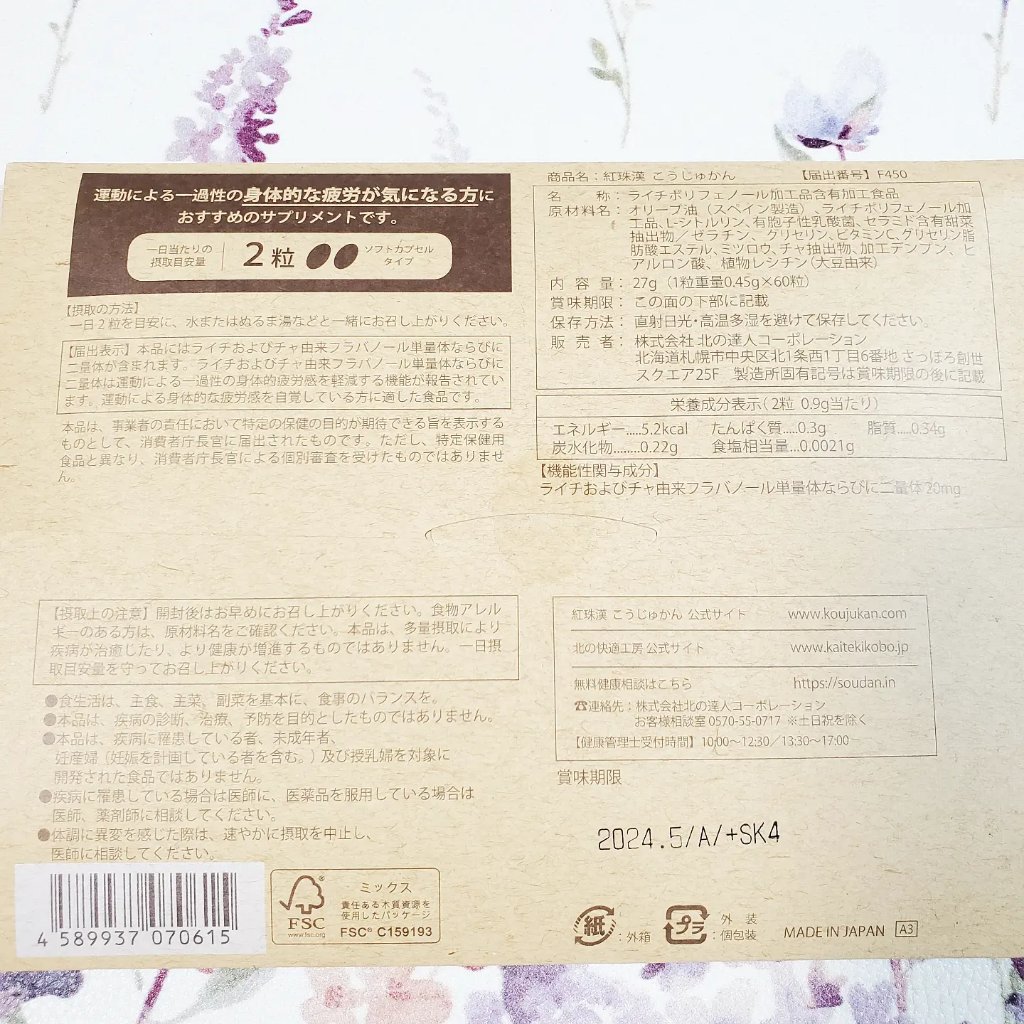 運動による一過性の身体的な疲労が気になる方に
おすすめのサプリメントです。
一日当たりの
摂取目安量
2粒
ソフトカプセル
タイプ
【摂取の方法】
一日2粒を目安に、水またはぬるま湯などと一緒にお召し上がりください。
【届出表示】本品にはライチおよびチャ由来フラバノール単量体ならびに
二量体が含まれます。ライチおよびチャ由来フラバノール単量体ならびに
二量体は運動による一過性の身体的疲労感を軽減する機能が報告されてい
ます。運動による身体的な疲労感を自覚している方に適した食品です。
本品は、事業者の責任において特定の保健の目的が期待できる旨を表示する
ものとして、消費者庁長官に届出されたものです。ただし、特定保健用
食品と異なり、消費者庁長官による個別審査を受けたものではありませ
ん。
商品名：紅珠漢 こうじゅかん 【届出番号】F450
名 称：ライチポリフェノール加工品含有加工食品
原材料名：オリーブ油（スペイン製造）、ライチポリフェノール加
工品、L-シトルリン、有胞子性乳酸菌、セラミド含有甜菜
抽出物／ゼラチン、グリセリン、ビタミンC、グリセリン脂
肪酸エステル、ミツロウ、チャ抽出物、加工デンプン、ヒ
アルロン酸、植物レシチン(大豆由来)
内 容 量：27g（1粒重量0.45g×60粒）
賞味期限：この面の下部に記載
保存方法：直射日光・高温多湿を避けて保存してください。
販 売 者：株式会社 北の達人コーポレーション
北海道札幌市中央区北1条西1丁目6番地 さっぽろ創世
スクエア25F 製造所固有記号は賞味期限の後に記載
栄養成分表示（2粒 0.9g当たり）
エネルギー.....5.2kcal たんぱく質.....0.3g 脂質.....0.34g
炭水化物........0.22g 食塩相当量...0.0021g
【機能性関与成分】
ライチおよびチャ由来フラバノール単量体ならびに二量体20mg
【摂取上の注意】開封後はお早めにお召し上がりください。食物アレル
ギーのある方は、原材料名をご確認ください。本品は、多量摂取により
疾病が治癒したり、より健康が増進するものではありません。一日摂
取目安量を守ってお召し上がりください。
●食生活は、主食、主菜、副菜を基本に、食事のバランスを。
●本品は、疾病の診断、治療、予防を目的としたものではありません。
●本品は、疾病に罹患している者、未成年者、
妊産婦（妊娠を計画している者を含む。）及び授乳婦を対象に
開発された食品ではありません。
●疾病に罹患している場合は医師に、医薬品を服用している場合は
医師、薬剤師に相談してください。
●体調に異変を感じた際は、速やかに摂取を中止し、
医師に相談してください。
紅珠漢 こうじゅかん 公式サイト www.koujukan.com
北の快適工房 公式サイト www.kaitekikobo.jp
無料健康相談はこちら https://soudan.in
☎連絡先：株式会社北の達人コーポレーション
お客様相談室 0570-55-0717 ※土日祝を除く
【健康管理士受付時間】10:00～12:30／13:30～17:00
賞味期限
2024.5/A/+SK4
4 589937 070615
FSC
www.fsc.org
ミックス
責任ある木質資源を
使用したパッケージ
FSC® C159193
紙：外箱
プラ
外 装
：個包装
MADE IN JAPAN A3